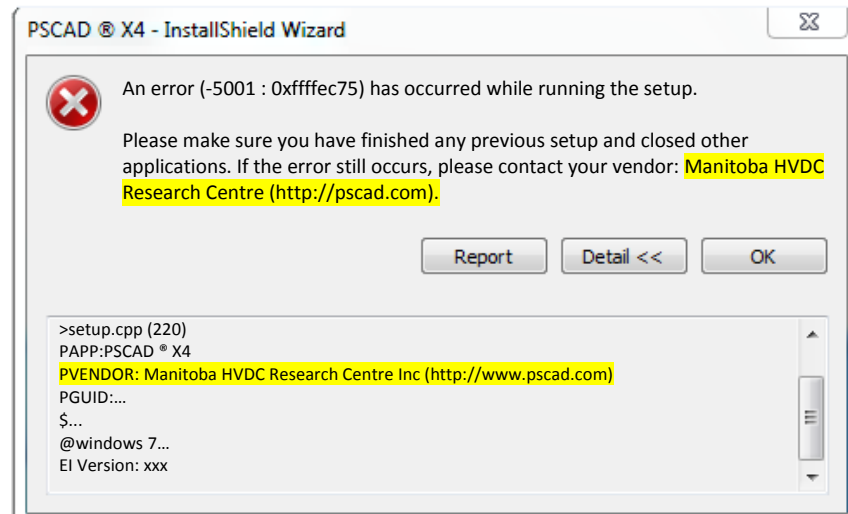 PSCAD ® X4 - InstallShield Wizard
An error (-5001 : 0xffffec75) has occurred while running the setup.
Please make sure you have finished any previous setup and closed other
applications. If the error still occurs, please contact your vendor: Manitoba HVDC
Research Centre (http://pscad.com).
Report Detail << OK
>setup.cpp (220)
PAPP:PSCAD ® X4
PVENDOR: Manitoba HVDC Research Centre Inc (http://www.pscad.com)
PGUID:...
$...
@windows 7...
EI Version: xxx